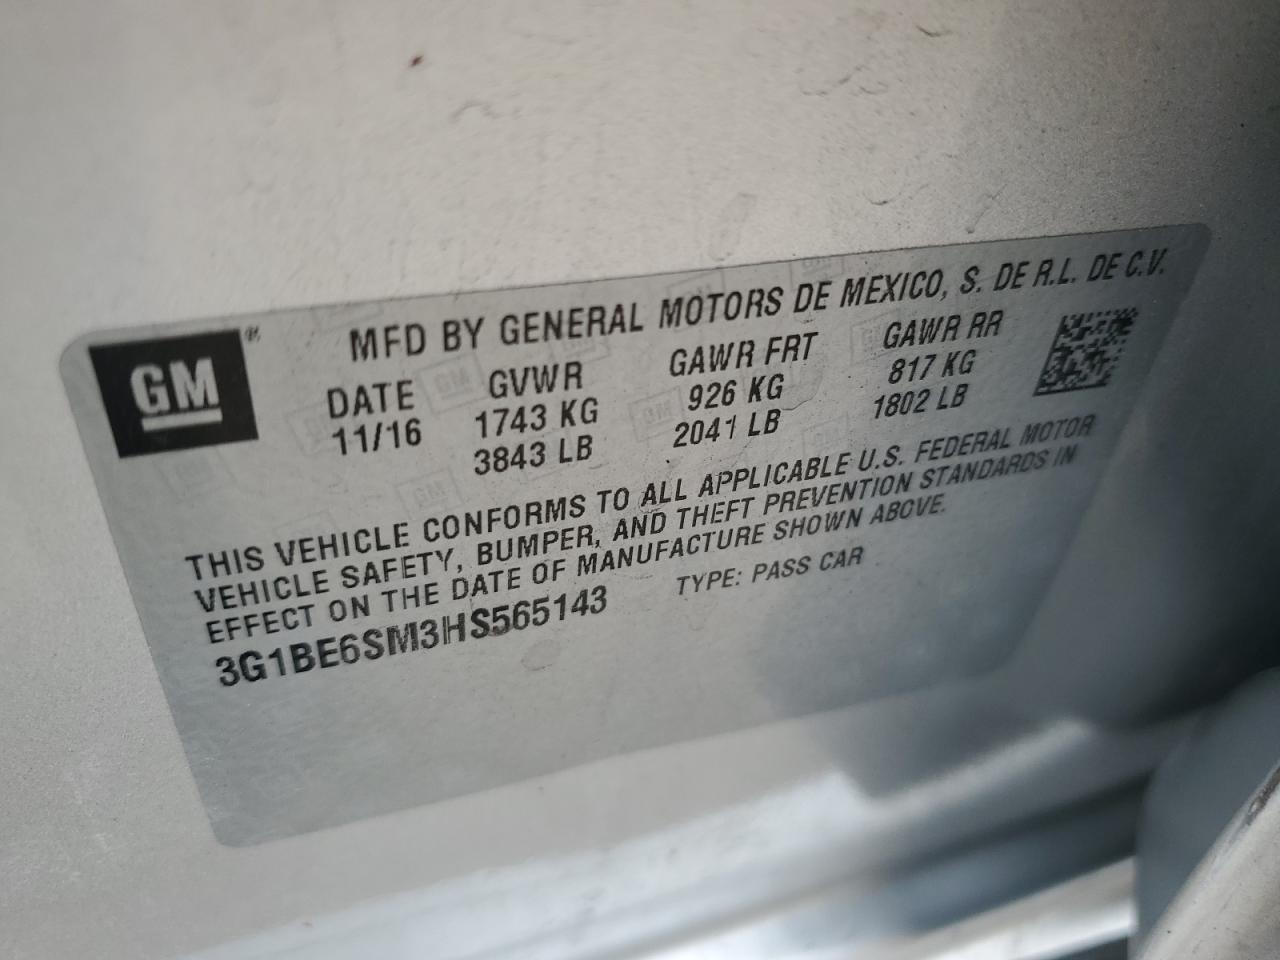 GM®
MFD BY GENERAL MOTORS DE MEXICO, S. DE R.L. DE C.V.
DATE GVWR GAWR FRT GAWR RR
11/16 1743 KG 926 KG 817 KG
3843 LB 2041 LB 1802 LB
THIS VEHICLE CONFORMS TO ALL APPLICABLE U.S. FEDERAL MOTOR
VEHICLE SAFETY, BUMPER, AND THEFT PREVENTION STANDARDS IN
EFFECT ON THE DATE OF MANUFACTURE SHOWN ABOVE.
3G1BE6SM3HS565143 TYPE: PASS CAR